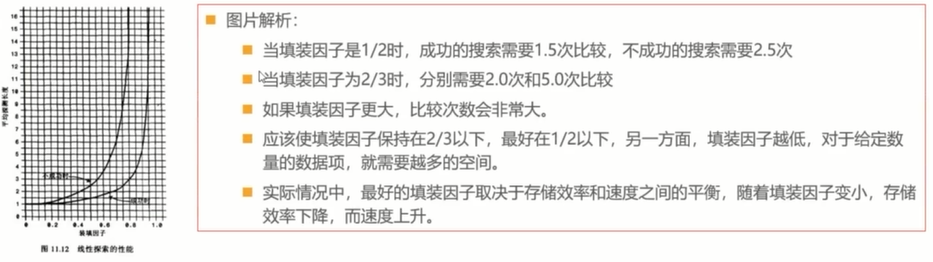 16
15
14
13
12
11
10
9
8
7
6
5
4
3
2
1
0
平均探测长度
不成功时
成功时
0 0.2 0.4 0.6 0.8 1.0
装填因子
图 11.12 线性探索的性能
图片解析：
当填装因子是1/2时，成功的搜索需要1.5次比较，不成功的搜索需要2.5次
当填装因子为2/3时，分别需要2.0次和5.0次比较
如果填装因子更大，比较次数会非常大。
应该使填装因子保持在2/3以下，最好在1/2以下，另一方面，填装因子越低，对于给定数
量的数据项，就需要越多的空间。
实际情况中，最好的填装因子取决于存储效率和速度之间的平衡，随着填装因子变小，存储
效率下降，而速度上升。